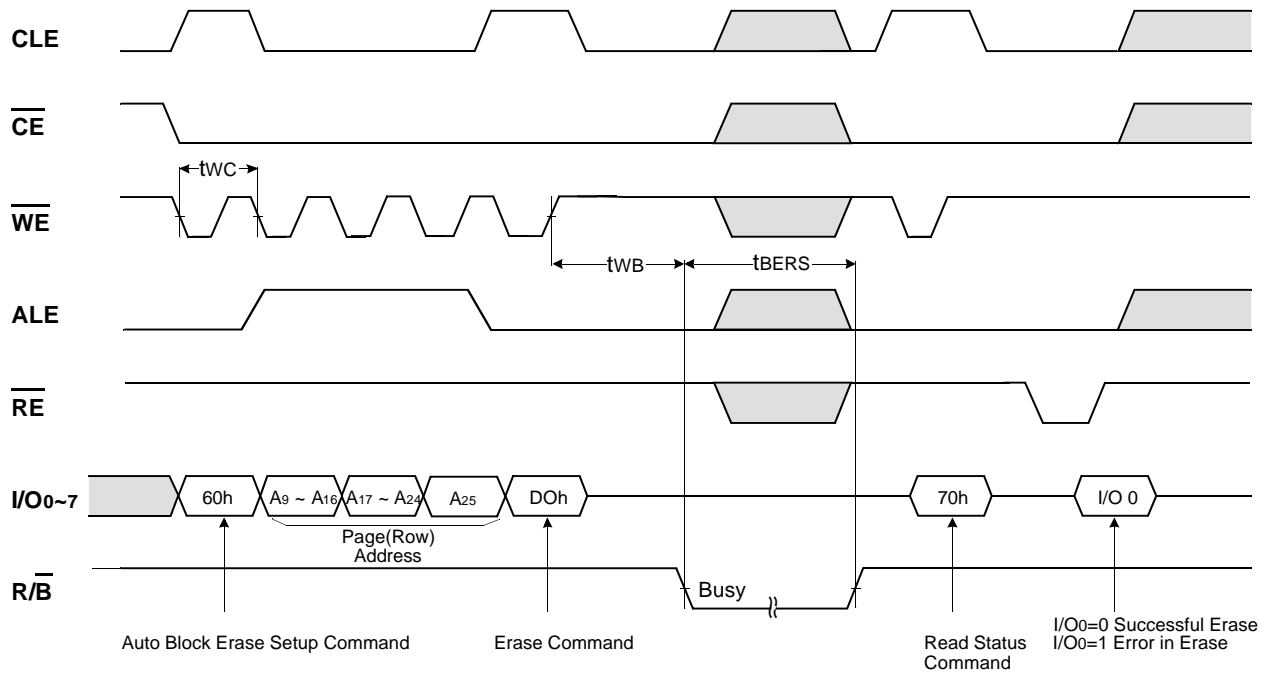 CLE
CE
tWC
WE
tWB
tBERS
ALE
RE
I/O0~7
60h
A9 ~ A16
A17 ~ A24
A25
DOh
70h
I/O 0
Page(Row)
Address
R/B
Busy
Auto Block Erase Setup Command
Erase Command
Read Status
Command
I/O0=0 Successful Erase
I/O0=1 Error in Erase